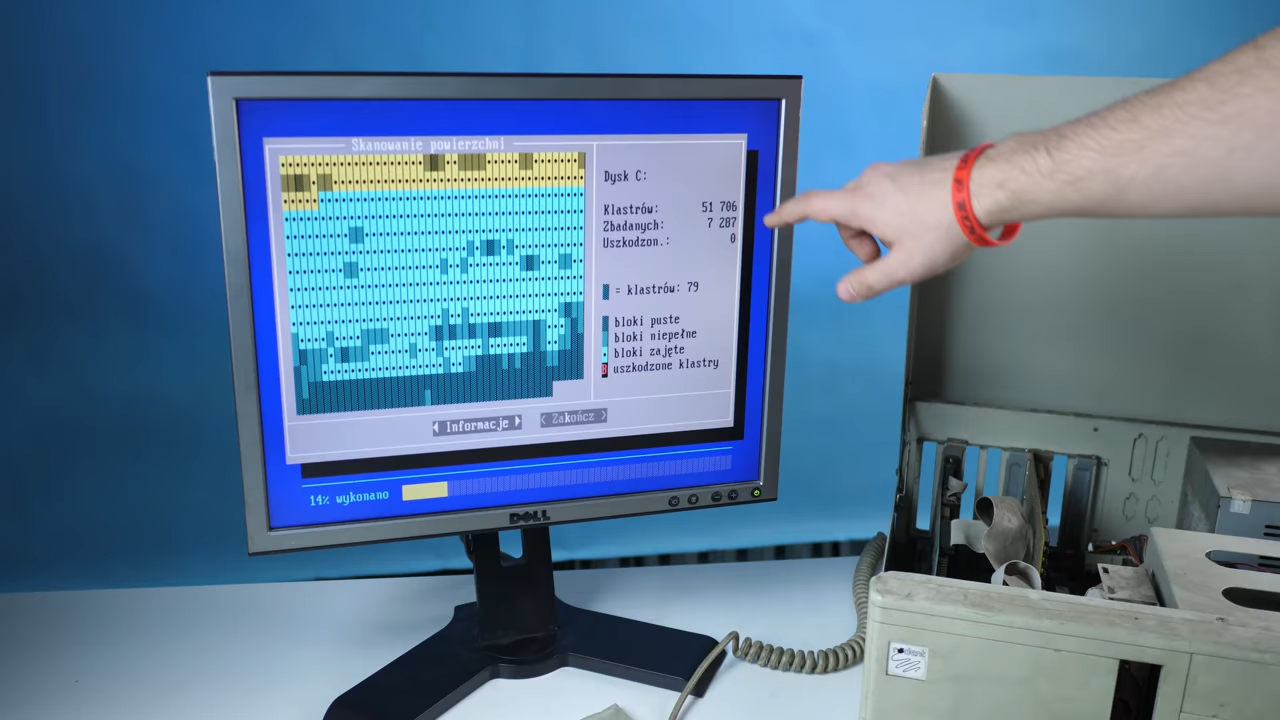 Skanowanie powierzchni
Dysk C:
Klastrów: 51 706
Zbadanych: 7 287
Uszkodzon.: 0
= klastrów: 79
bloki puste
bloki niepełne
bloki zajęte
B uszkodzone klastry
Informacje
Zakończ
14% wykonano
DELL